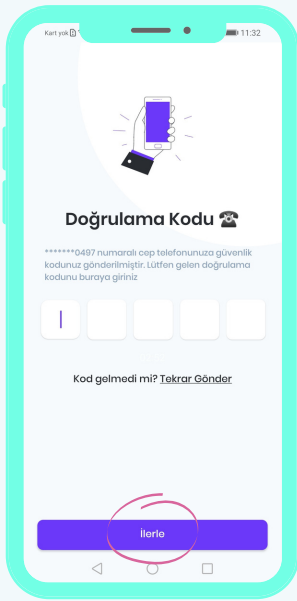 Kart yok 11:32
Doğrulama Kodu ☎
*******0497 numaralı cep telefonunuza güvenlik
kodunuz gönderilmiştir. Lütfen gelen doğrulama
kodunu buraya giriniz
Kod gelmedi mi? Tekrar Gönder
İlerle